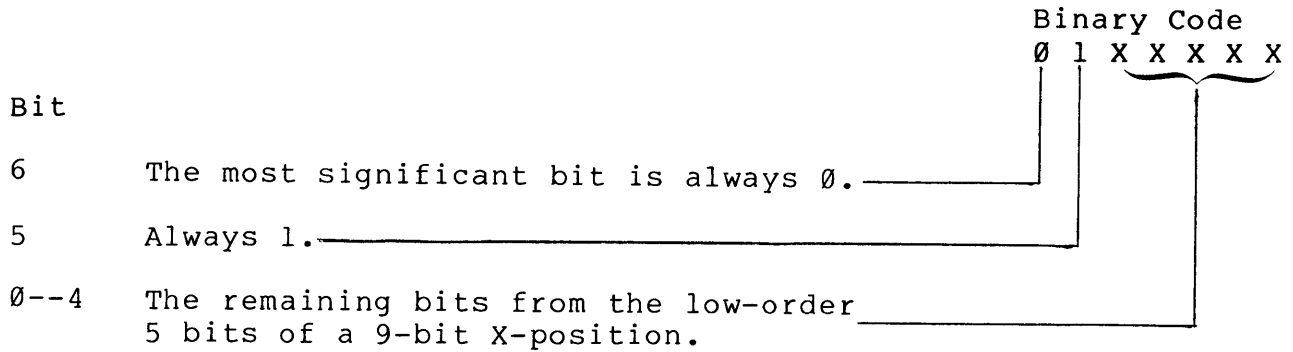 Binary Code
Ø 1 X X X X X
Bit
6 The most significant bit is always Ø.
5 Always 1.
Ø--4 The remaining bits from the low-order
5 bits of a 9-bit X-position.